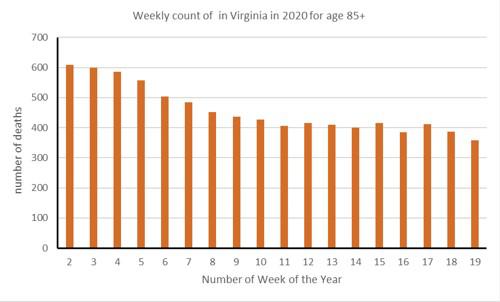 Weekly count of  in Virginia in 2020 for age 85+
700
600
500
400
300
200
100
0
number of deaths
2 3 4 5 6 7 8 9 10 11 12 13 14 15 16 17 18 19
Number of Week of the Year